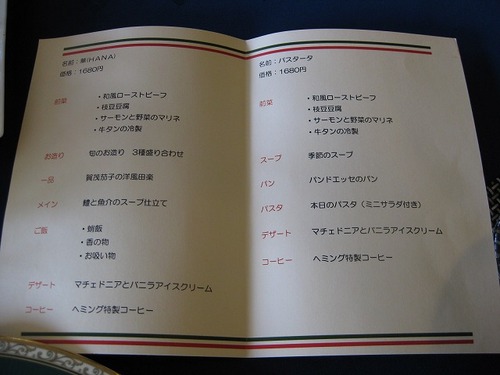 名前：華(HANA)
価格：1680円
前菜 ・和風ローストビーフ
・枝豆豆腐
・サーモンと野菜のマリネ
・牛タンの冷製
お造り 旬のお造り 3種盛り合わせ
一品 賀茂茄子の洋風田楽
メイン 鱧と魚介のスープ仕立て
ご飯 ・蛸飯
・香の物
・お吸い物
デザート マチェドニアとバニラアイスクリーム
コーヒー ヘミング特製コーヒー
名前：パスタータ
価格：1680円
前菜 ・和風ローストビーフ
・枝豆豆腐
・サーモンと野菜のマリネ
・牛タンの冷製
スープ 季節のスープ
パン パンドエッセのパン
パスタ 本日のパスタ（ミニサラダ付き）
デザート マチェドニアとバニラアイスクリーム
コーヒー ヘミング特製コーヒー